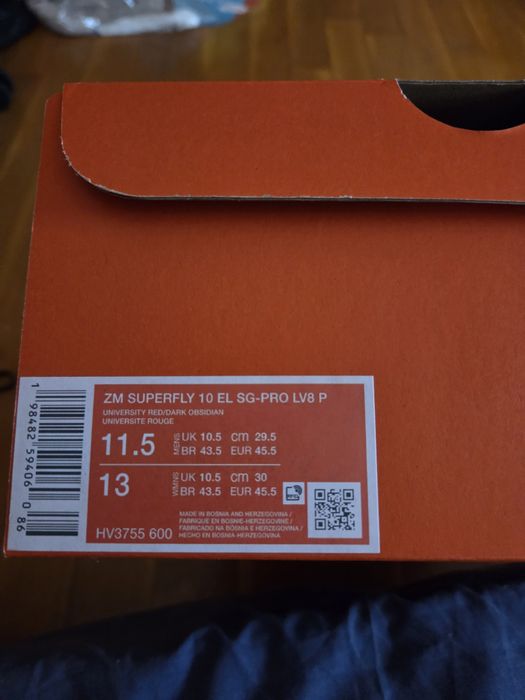 ZM SUPERFLY 10 EL SG-PRO LV8 P
UNIVERSITY RED/DARK OBSIDIAN
UNIVERSITE ROUGE
11.5 MENS UK 10.5 CM 29.5
BR 43.5 EUR 45.5
13 WMNS UK 10.5 CM 30
BR 43.5 EUR 45.5
HV3755 600
MADE IN BOSNIA AND HERZEGOVINA /
FABRIQUÉ EN BOSNIE-HERZÉGOVINE /
FABRICADO NA BÓSNIA E HERZEGOVINA /
HECHO EN BOSNIA-HERZEGOVINA
1 98482 59406 0 86